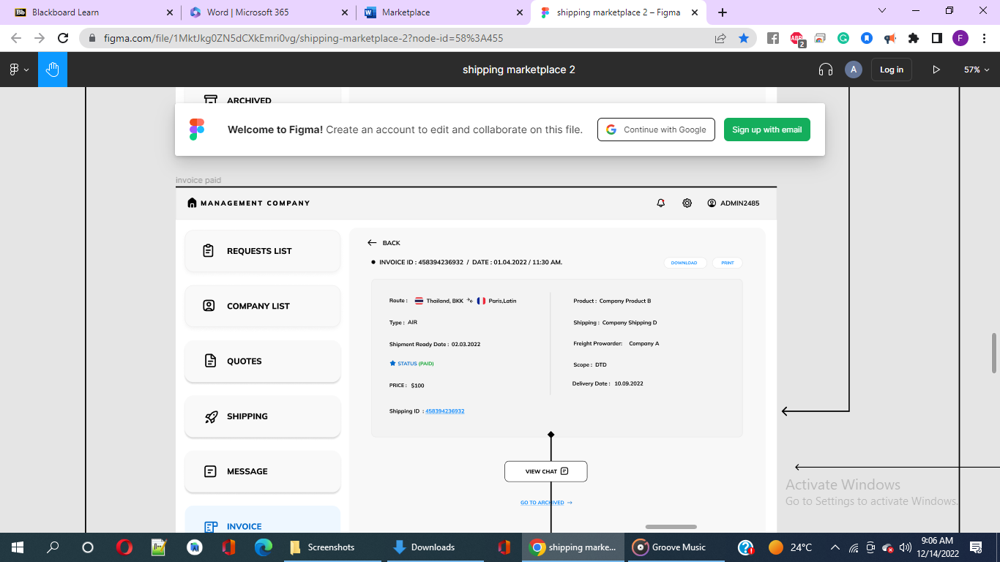 Blackboard Learn
Word | Microsoft 365
Marketplace
shipping marketplace 2 – Figma
figma.com/file/1MktJkg0ZN5dCXkEmri0vg/shipping-marketplace-2?node-id=58%3A455
ABP
2
F
shipping marketplace 2
A
Log in
57%
ARCHIVED
Welcome to Figma! Create an account to edit and collaborate on this file.
Continue with Google
Sign up with email
invoice paid
MANAGEMENT COMPANY
ADMIN2485
REQUESTS LIST
COMPANY LIST
QUOTES
SHIPPING
MESSAGE
INVOICE
BACK
INVOICE ID : 458394236932 / DATE : 01.04.2022 / 11:30 AM.
DOWNLOAD
PRINT
Route : Thailand, BKK Paris,Latin
Type : AIR
Shipment Ready Date : 02.03.2022
STATUS (PAID)
PRICE : $100
Shipping ID : 458394236932
Product : Company Product B
Shipping : Company Shipping D
Freight Prowarder: Company A
Scope : DTD
Delivery Date : 10.09.2022
VIEW CHAT
GO TO ARCHIVED
Activate Windows
Go to Settings to activate Windows.
Screenshots
Downloads
shipping marke...
Groove Music
24°C
9:06 AM
12/14/2022